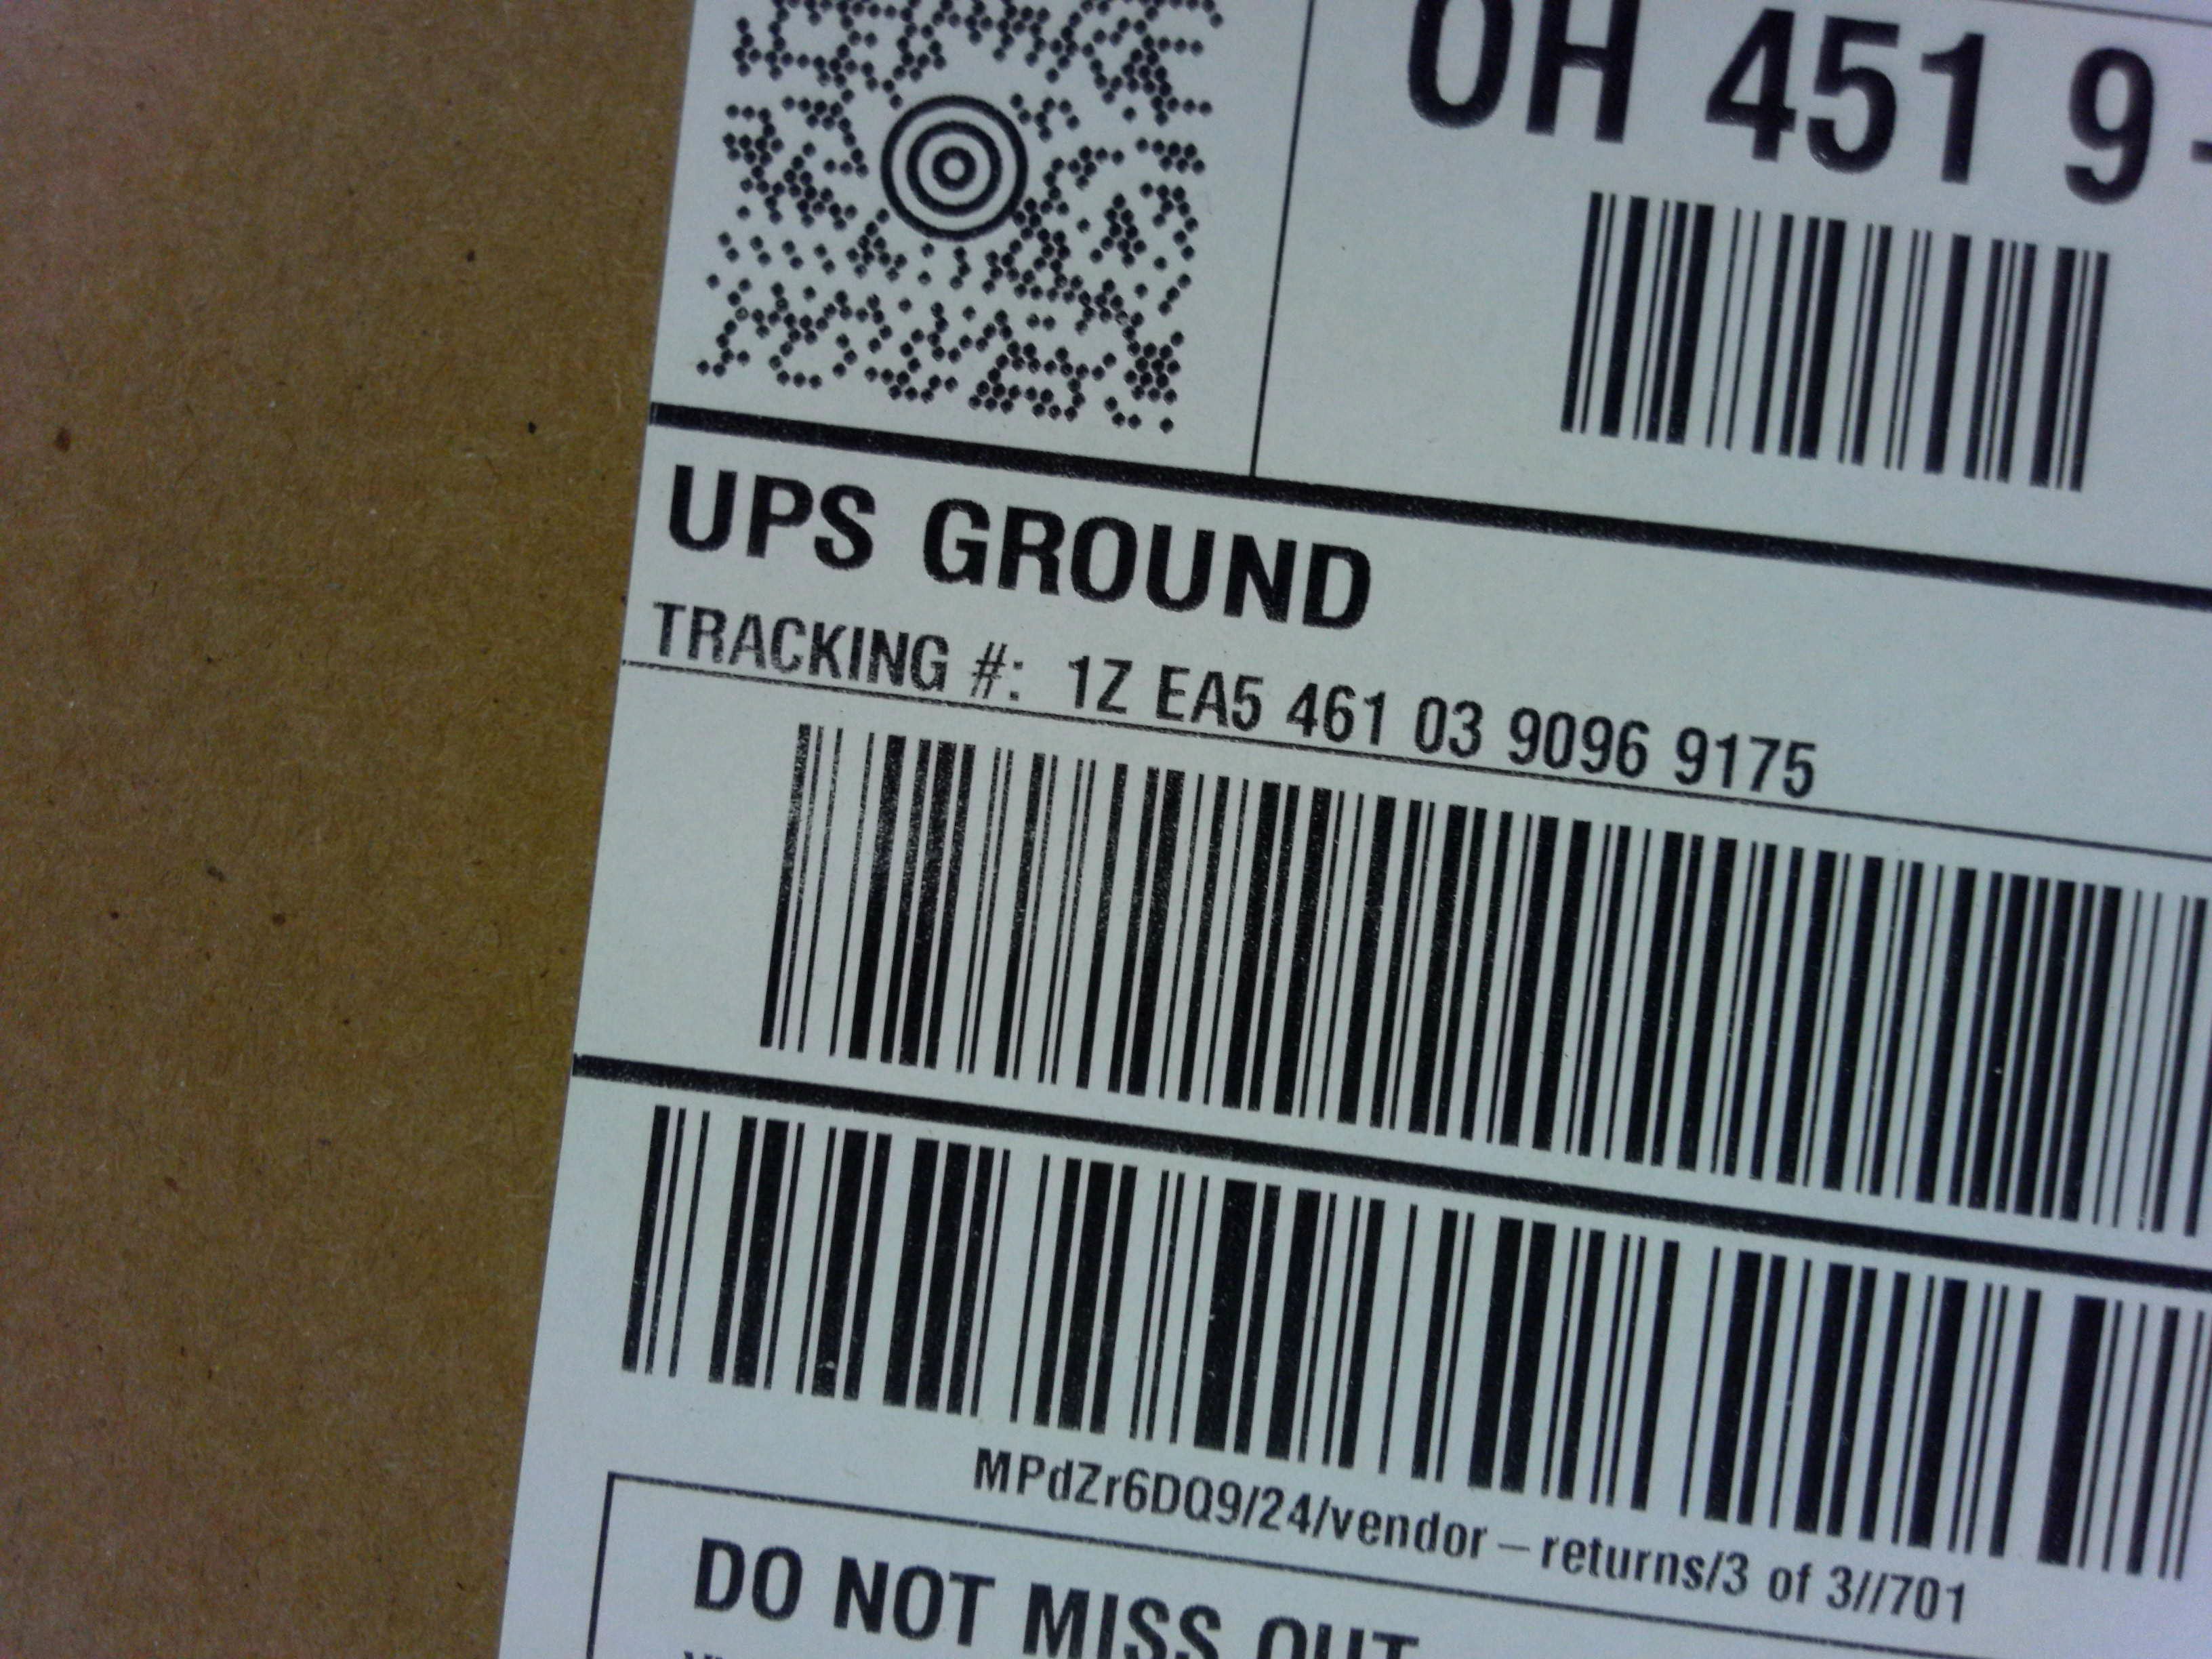 OH 451 9-
UPS GROUND
TRACKING #: 1Z EA5 461 03 9096 9175
MPdZr6DQ9/24/vendor-returns/3 of 3//701
DO NOT MISS OUT